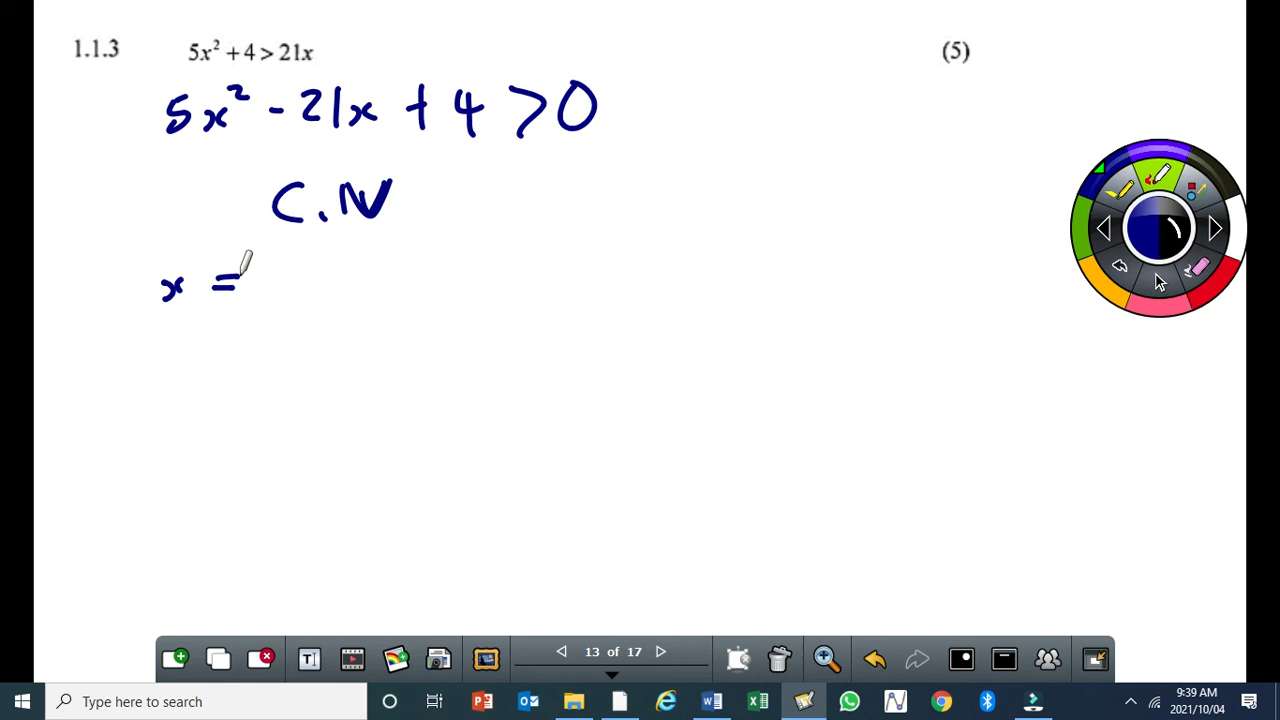 1.1.3 5x² + 4 > 21x (5)
5x² - 21x + 4 > 0
C.N
x =
13 of 17
Type here to search
9:39 AM
2021/10/04